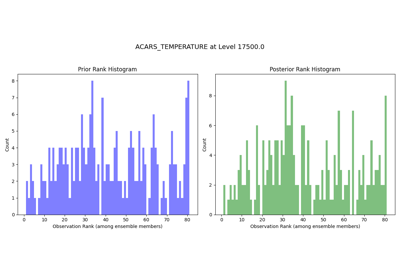 ACARS_TEMPERATURE at Level 17500.0
Prior Rank Histogram
Posterior Rank Histogram
Count
8
7
6
5
4
3
2
1
0
0 10 20 30 40 50 60 70 80
Observation Rank (among ensemble members)
Count
8
6
4
2
0
0 10 20 30 40 50 60 70 80
Observation Rank (among ensemble members)